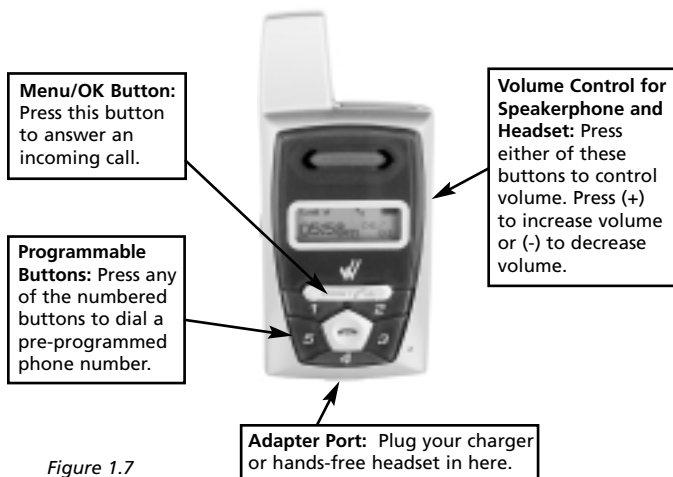 Menu/OK Button:
Press this button
to answer an
incoming call.
Volume Control for
Speakerphone and
Headset: Press
either of these
buttons to control
volume. Press (+)
to increase volume
or (-) to decrease
volume.
Programmable
Buttons: Press any
of the numbered
buttons to dial a
pre-programmed
phone number.
1 2
5 3
4
Adapter Port: Plug your charger
or hands-free headset in here.
Figure 1.7